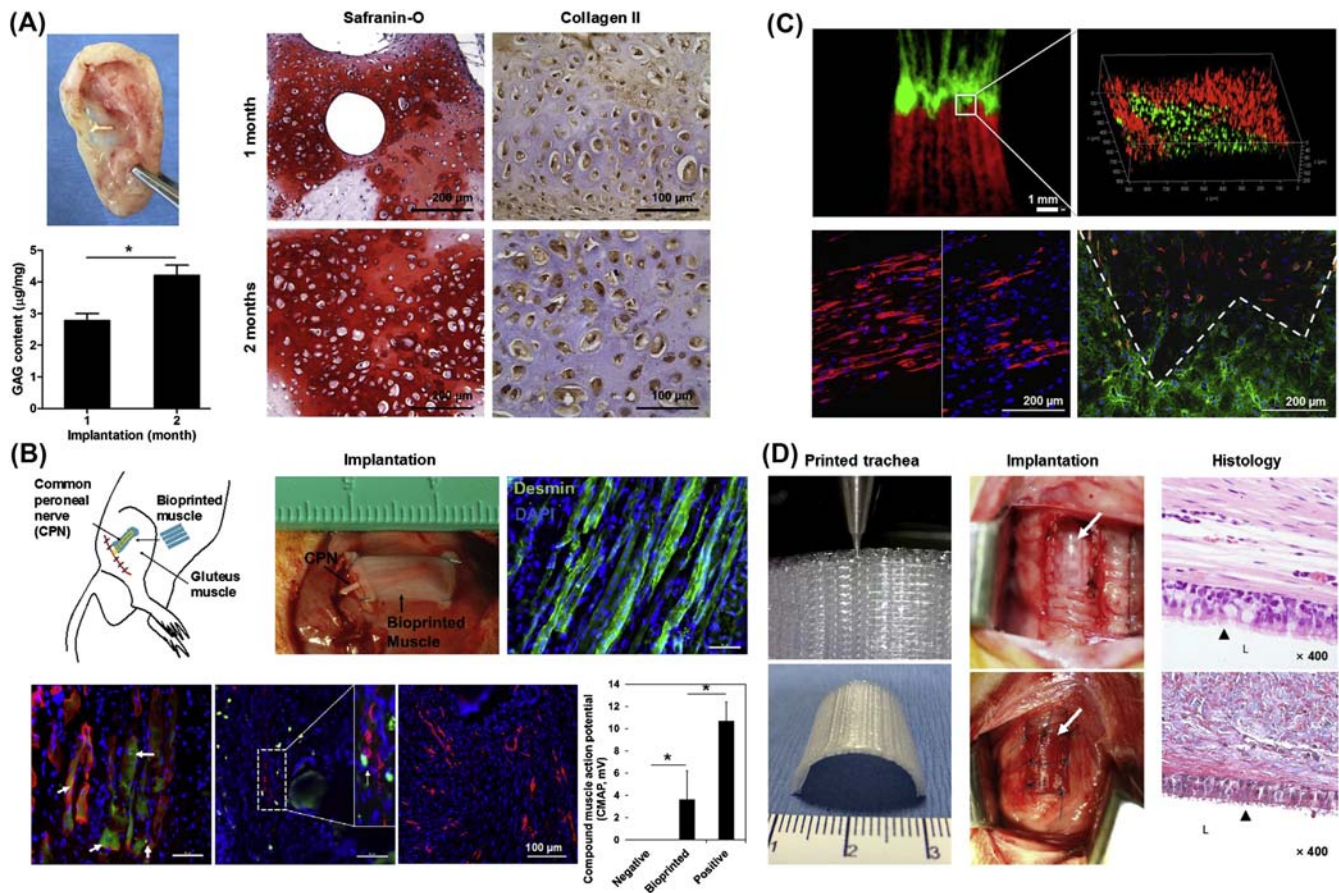 (A)
Safranin-O
Collagen II
1 month
200 µm
100 µm
2 months
200 µm
100 µm
GAG content (µg/mg)
5
4
3
2
1
0
*
1
2
Implantation (month)
(B)
Common
peroneal
nerve
(CPN)
Bioprinted
muscle
Gluteus
muscle
Implantation
CPN
Bioprinted
Muscle
Desmin
DAPI
100 µm
Compound muscle action potential
(CMAP, mV)
14
12
10
8
6
4
2
0
*
*
Negative
Bioprinted
Positive
(C)
1 mm
200 µm
200 µm
(D)
Printed trachea
Implantation
Histology
1
2
3
L
× 400
L
× 400